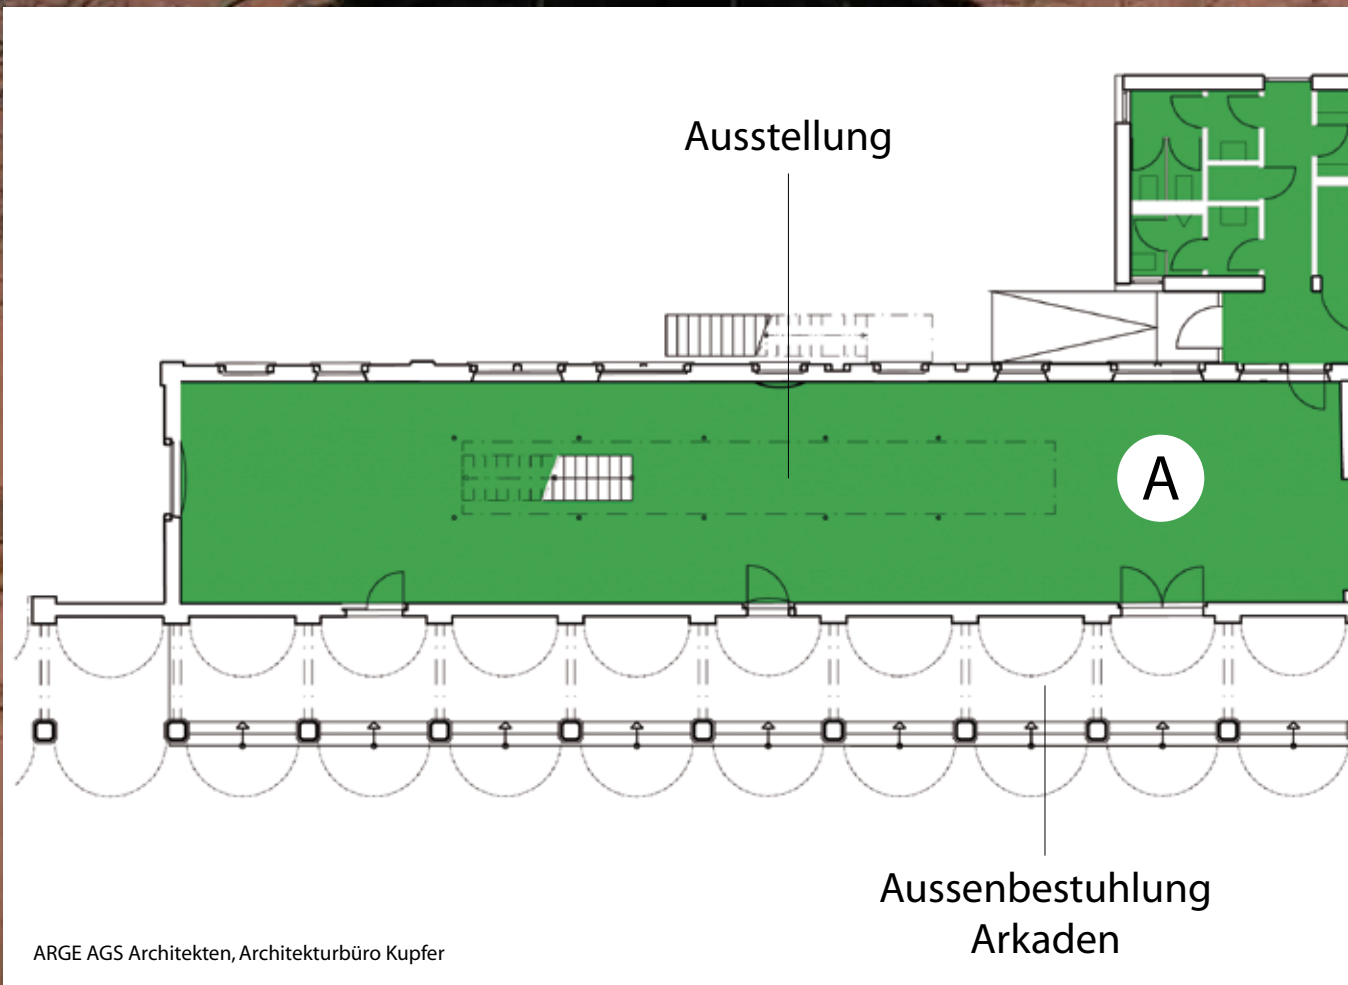 Ausstellung
A
Aussenbestuhlung
Arkaden
ARGE AGS Architekten, Architekturbüro Kupfer